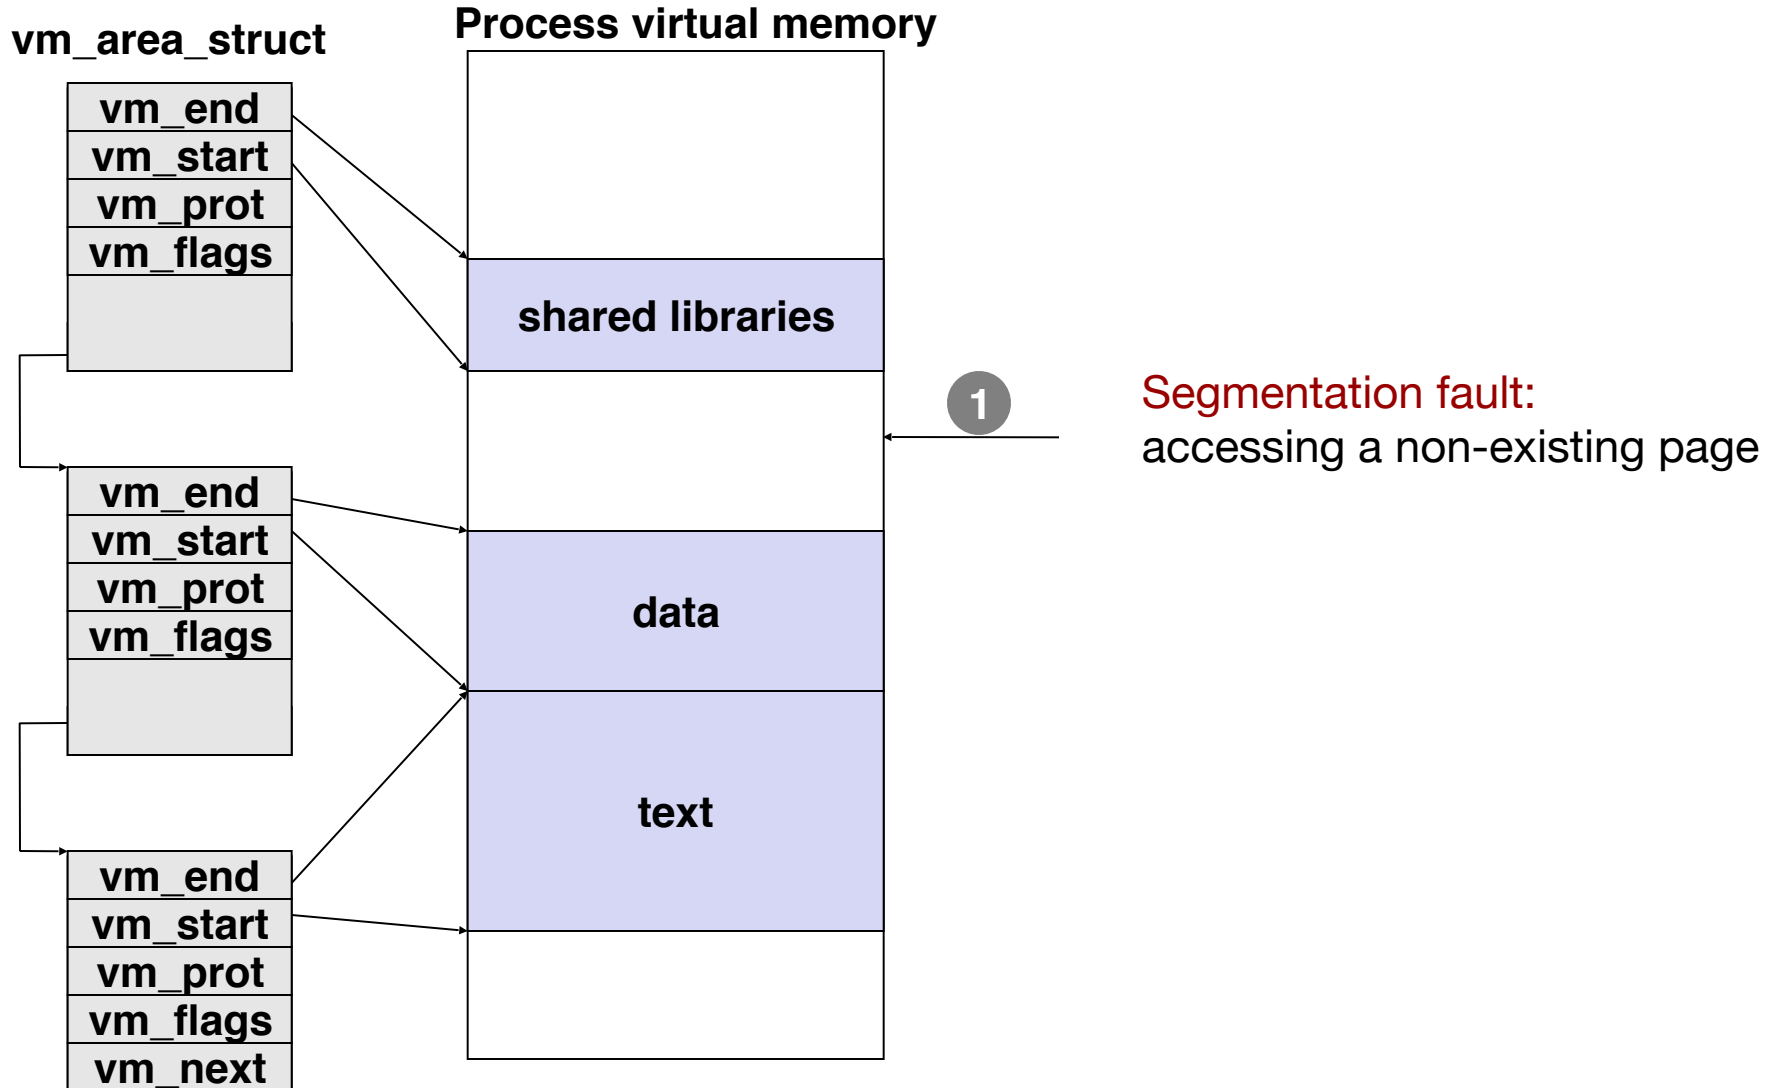 vm_area_struct
Process virtual memory
vm_end
vm_start
vm_prot
vm_flags
shared libraries
1
Segmentation fault:
accessing a non-existing page
vm_end
vm_start
vm_prot
vm_flags
data
text
vm_end
vm_start
vm_prot
vm_flags
vm_next